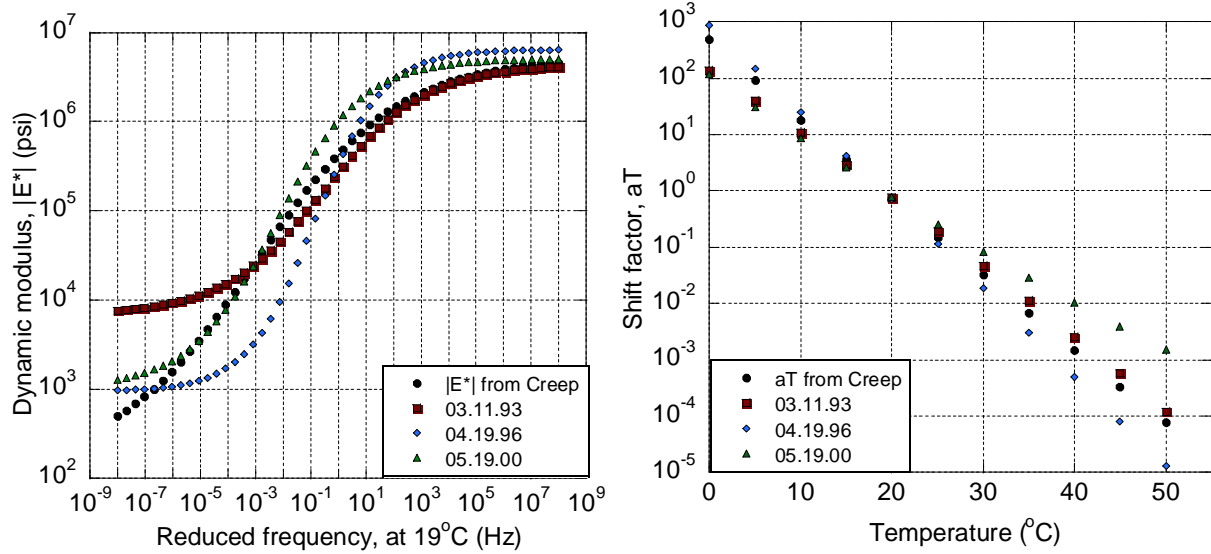 Dynamic modulus, |E*| (psi)
10^7
10^6
10^5
10^4
10^3
10^2
|E*| from Creep
03.11.93
04.19.96
05.19.00
10^-9 10^-7 10^-5 10^-3 10^-1 10^1 10^3 10^5 10^7 10^9
Reduced frequency, at 19°C (Hz)
Shift factor, aT
10^3
10^2
10^1
10^0
10^-1
10^-2
10^-3
10^-4
10^-5
aT from Creep
03.11.93
04.19.96
05.19.00
0 10 20 30 40 50
Temperature (°C)